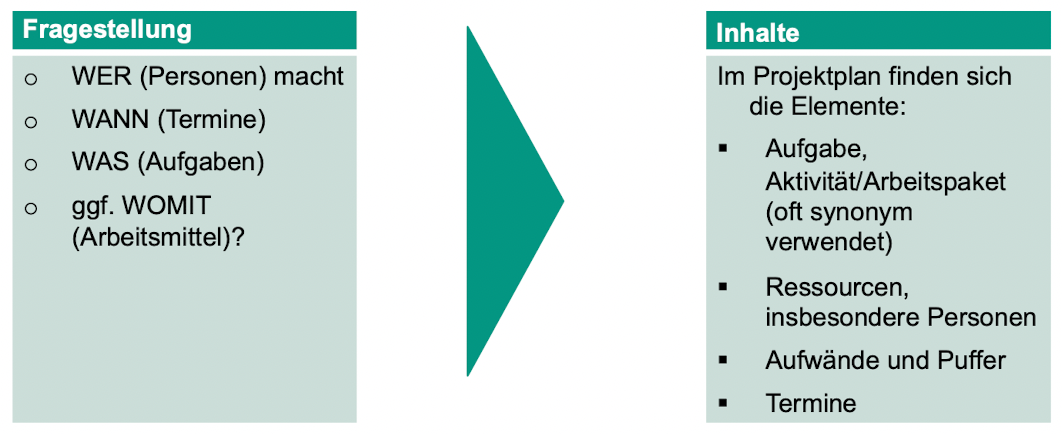 Fragestellung
o WER (Personen) macht
o WANN (Termine)
o WAS (Aufgaben)
o ggf. WOMIT
(Arbeitsmittel)?
Inhalte
Im Projektplan finden sich
die Elemente:
▪ Aufgabe,
Aktivität/Arbeitspaket
(oft synonym
verwendet)
▪ Ressourcen,
insbesondere Personen
▪ Aufwände und Puffer
▪ Termine